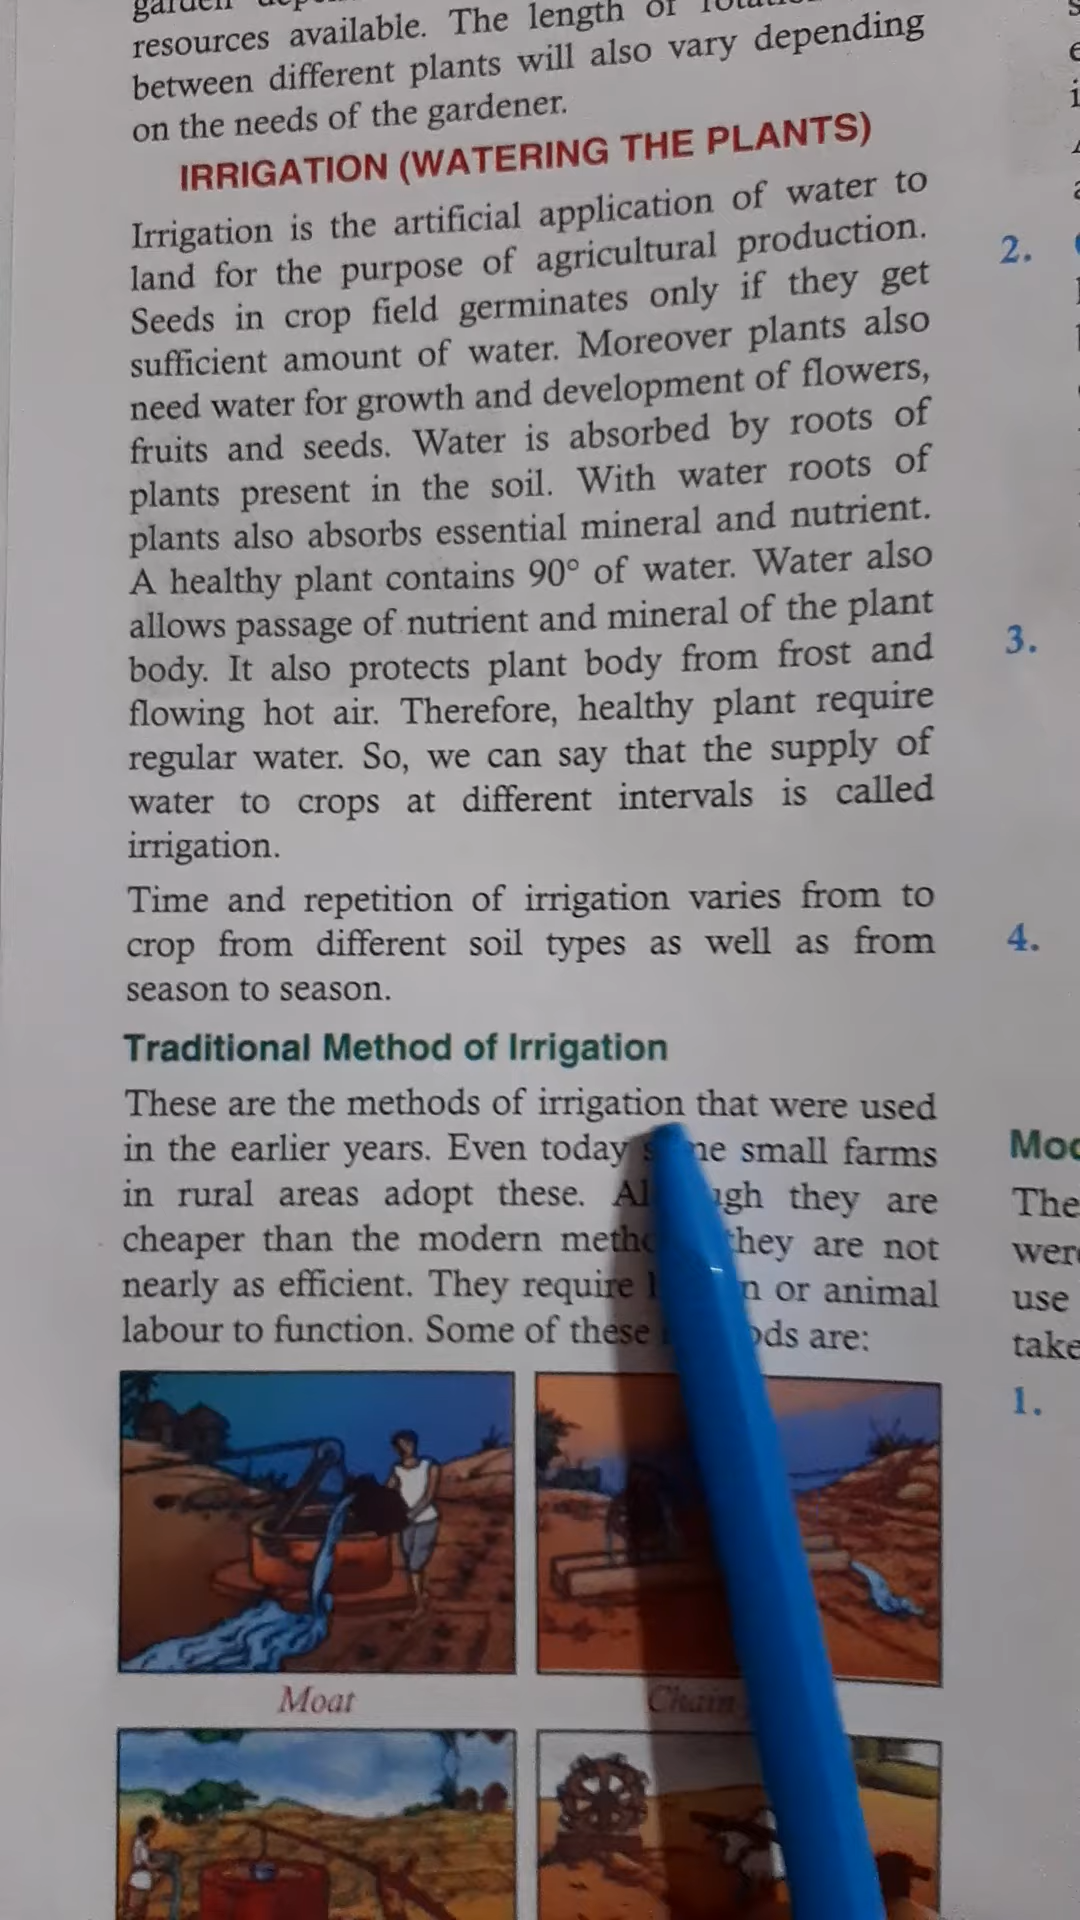 garden
resources available. The length of
between different plants will also vary depending
on the needs of the gardener.
IRRIGATION (WATERING THE PLANTS)
Irrigation is the artificial application of water to
land for the purpose of agricultural production.
Seeds in crop field germinates only if they get
sufficient amount of water. Moreover plants also
need water for growth and development of flowers,
fruits and seeds. Water is absorbed by roots of
plants present in the soil. With water roots of
plants also absorbs essential mineral and nutrient.
A healthy plant contains 90° of water. Water also
allows passage of nutrient and mineral of the plant
body. It also protects plant body from frost and
flowing hot air. Therefore, healthy plant require
regular water. So, we can say that the supply of
water to crops at different intervals is called
irrigation.
Time and repetition of irrigation varies from to
crop from different soil types as well as from
season to season.
Traditional Method of Irrigation
These are the methods of irrigation that were used
in the earlier years. Even today small farms
in rural areas adopt these. they are
cheaper than the modern they are not
nearly as efficient. They require or animal
labour to function. Some of these are:
Moat
Chain
2.
3.
4.
The
were
use
take
1.